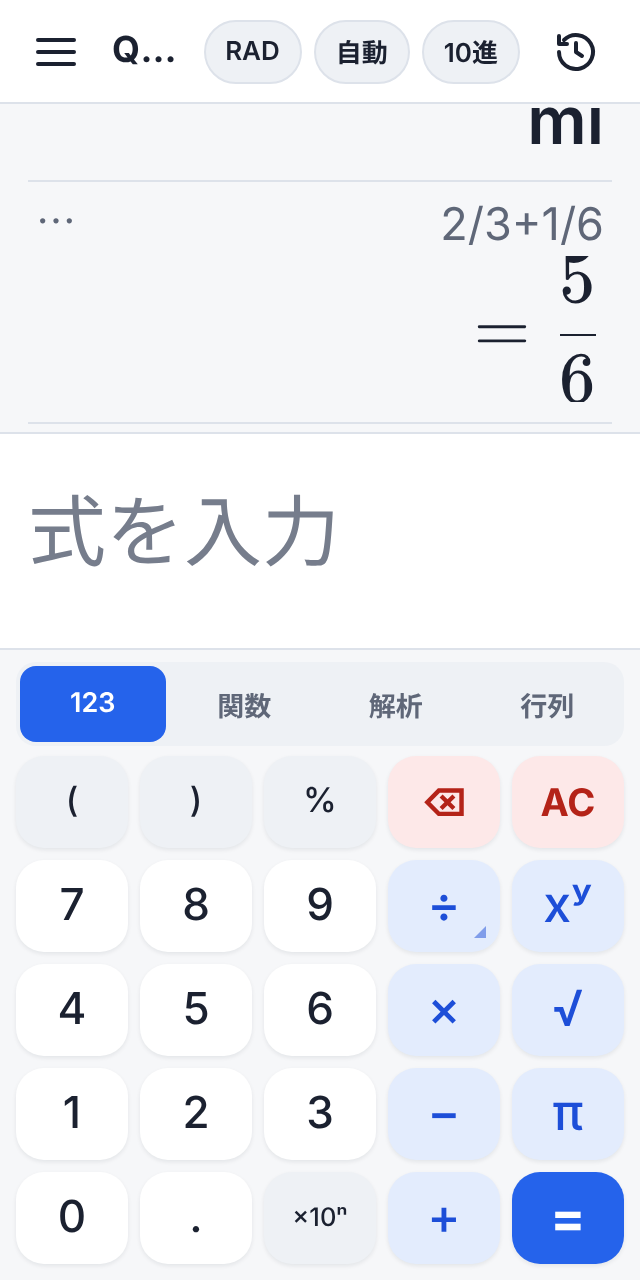 Q… RAD 自動 10進
mi
… 2/3+1/6
= 5/6
式を入力
123 関数 解析 行列
( ) % AC
7 8 9 ÷ xʸ
4 5 6 × √
1 2 3 − π
0 . ×10ⁿ + =